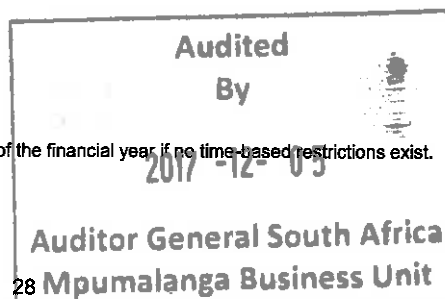 Audited
By
of the financial year if no time-based restrictions exist.
2017 -12- 05
Auditor General South Africa
28 Mpumalanga Business Unit